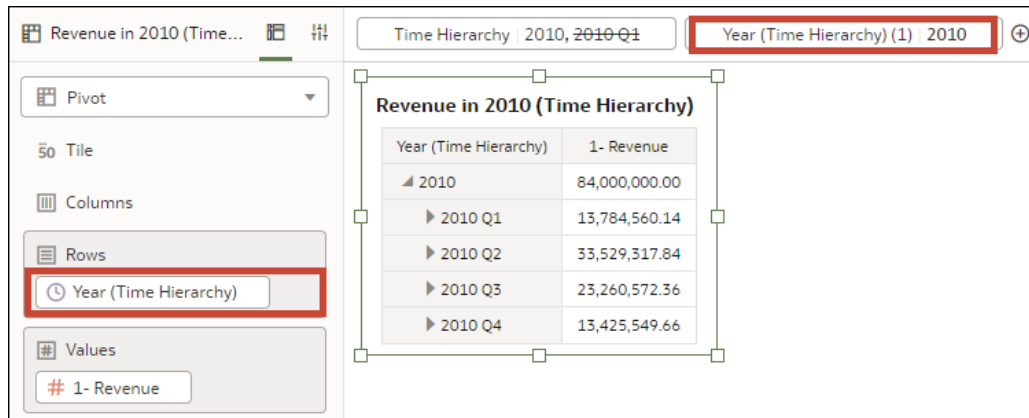 Revenue in 2010 (Time...
Time Hierarchy | 2010, 2010 Q1
Year (Time Hierarchy) (1) | 2010
Pivot
50 Tile
Columns
Rows
Year (Time Hierarchy)
Values
# 1- Revenue
Revenue in 2010 (Time Hierarchy)
Year (Time Hierarchy) 1- Revenue
2010 84,000,000.00
2010 Q1 13,784,560.14
2010 Q2 33,529,317.84
2010 Q3 23,260,572.36
2010 Q4 13,425,549.66